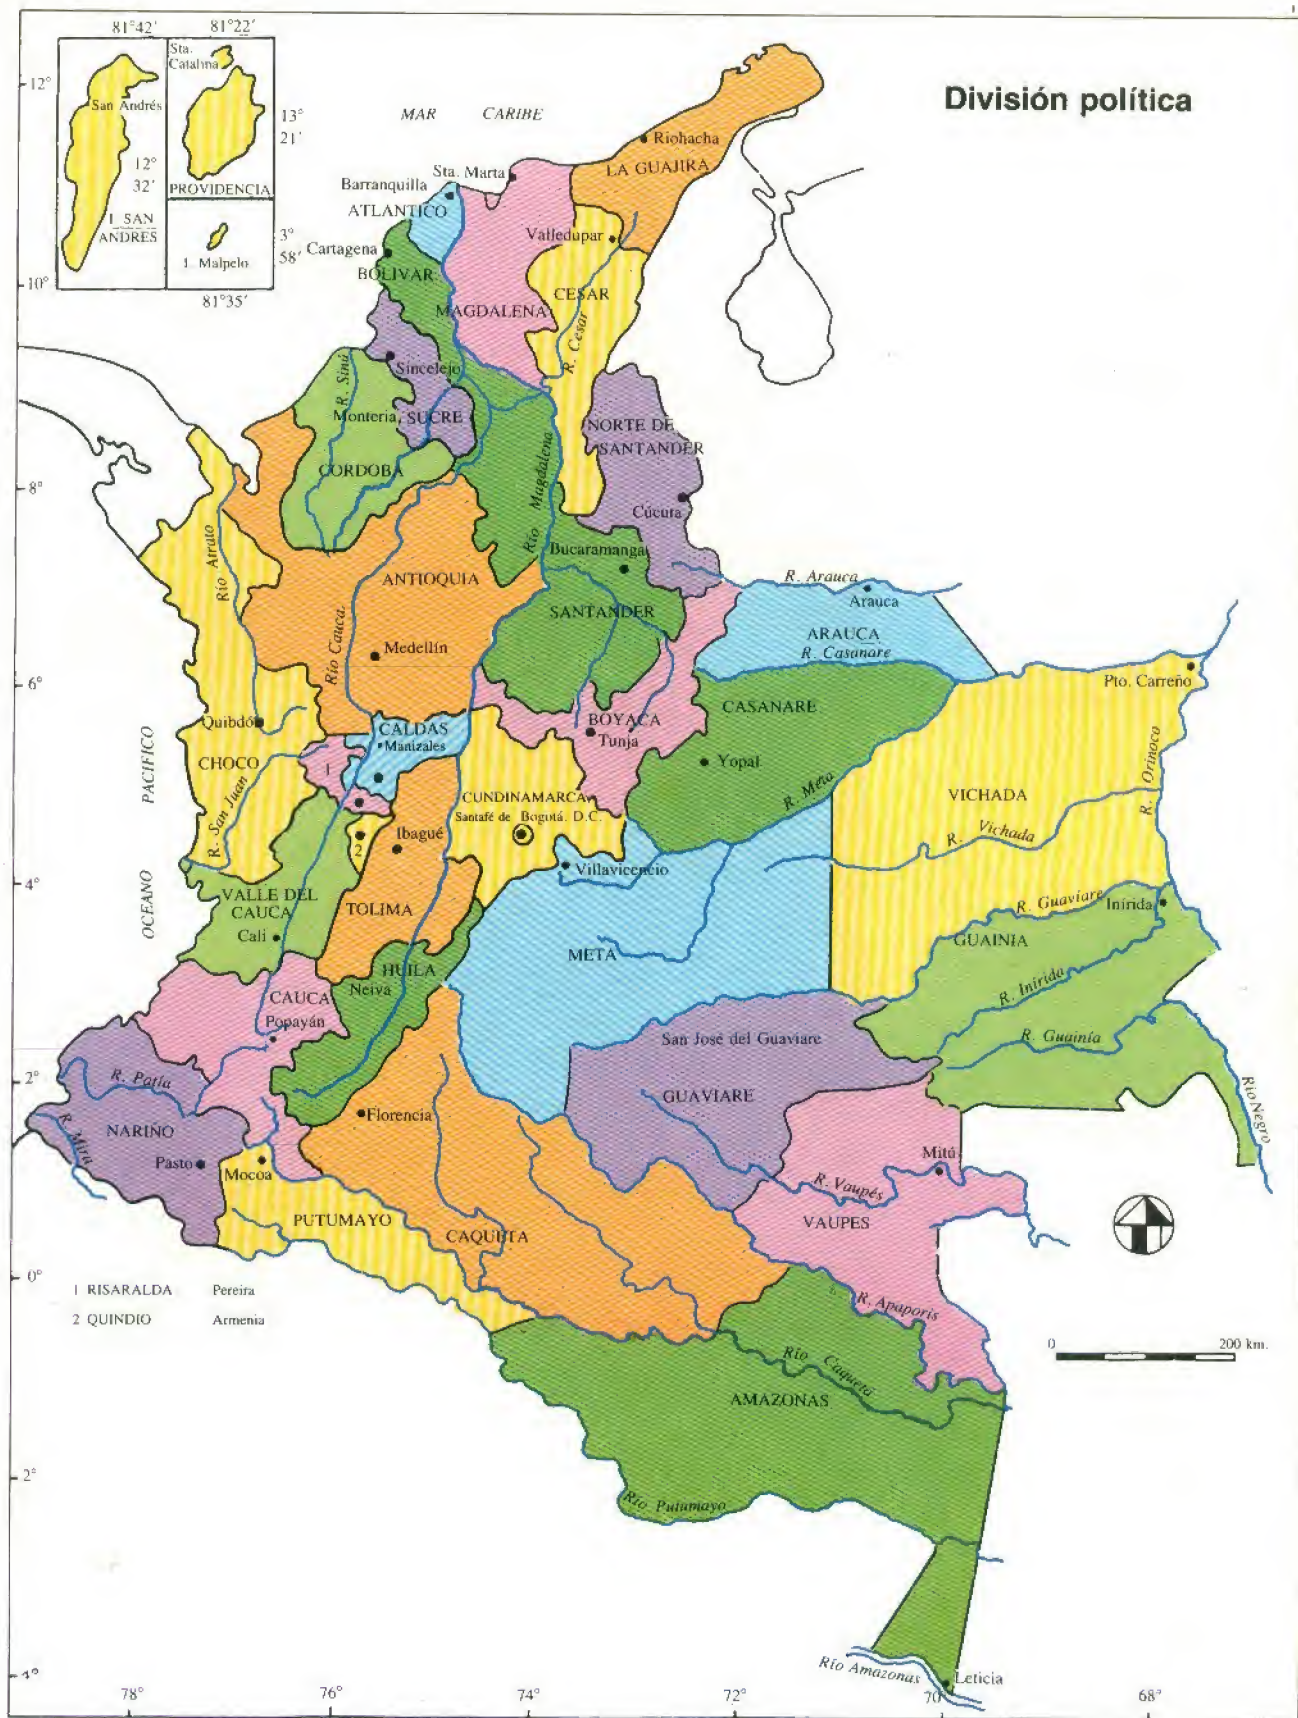 División política
81°42′
81°22′
Sta.
Catalina
San Andrés
12°
32′
I. SAN
ANDRES
13°
21′
PROVIDENCIA
I. Malpelo
3°
58′
81°35′
12°
10°
8°
6°
4°
2°
0°
2°
4°
78°
76°
74°
72°
70°
68°
MAR CARIBE
OCEANO PACIFICO
Riohacha
LA GUAJIRA
Sta. Marta
Barranquilla
ATLANTICO
Cartagena
BOLIVAR
MAGDALENA
Valledupar
CESAR
R. Cesar
Sincelejo
SUCRE
R. Sinú
Montería
CORDOBA
NORTE DE
SANTANDER
Cúcuta
Río Magdalena
Bucaramanga
SANTANDER
Río Atrato
ANTIOQUIA
Río Cauca.
Medellín
R. Arauca
Arauca
ARAUCA
R. Casanare
CASANARE
Yopal
R. Meta
Pto. Carreño
R. Orinoco
VICHADA
R. Vichada
Quibdó
CHOCO
R. San Juan
CALDAS
Manizales
1
2
BOYACA
Tunja
CUNDINAMARCA
Santafé de Bogotá. D.C.
Ibagué
TOLIMA
VALLE DEL
CAUCA
Cali
Villavicencio
META
R. Guaviare
Inírida
GUAINIA
R. Inírida
R. Guainía
Río Negro
HUILA
Neiva
CAUCA
Popayán
San José del Guaviare
GUAVIARE
R. Patía
NARIÑO
R. Mira
Pasto
Mocoa
PUTUMAYO
Florencia
CAQUETA
Mitú
R. Vaupés
VAUPES
R. Apaporis
1 RISARALDA Pereira
2 QUINDIO Armenia
0 200 km.
Río Caquetá
AMAZONAS
Río Putumayo
Río Amazonas
Leticia